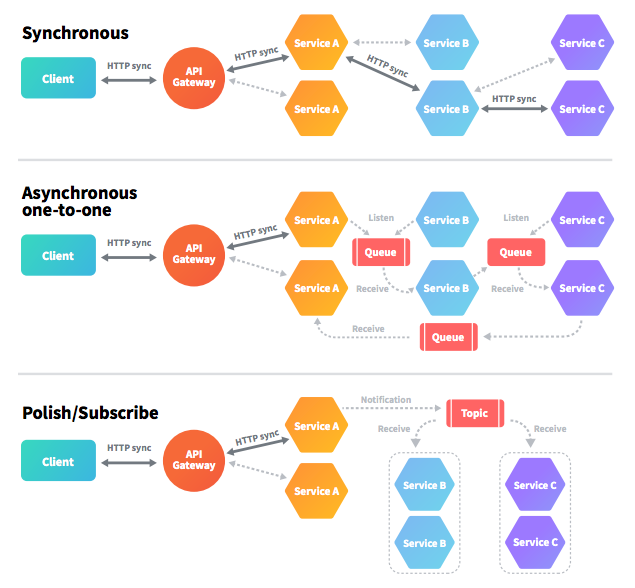 Synchronous
Client
HTTP sync
API
Gateway
HTTP sync
Service A
Service A
HTTP sync
Service B
Service B
HTTP sync
Service C
Service C
Asynchronous
one-to-one
Client
HTTP sync
API
Gateway
HTTP sync
Service A
Service A
Listen
Queue
Receive
Service B
Service B
Listen
Queue
Receive
Service C
Service C
Receive
Queue
Polish/Subscribe
Client
HTTP sync
API
Gateway
HTTP sync
Service A
Service A
Notification
Topic
Receive
Receive
Service B
Service B
Service C
Service C